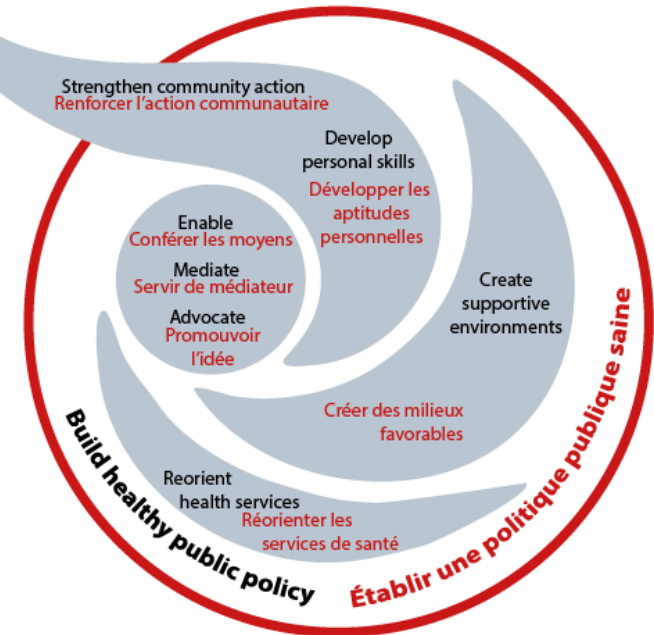 Strengthen community action
Renforcer l'action communautaire
Develop
personal skills
Développer les
aptitudes
personnelles
Enable
Conférer les moyens
Mediate
Servir de médiateur
Advocate
Promouvoir
l'idée
Create
supportive
environments
Créer des milieux
favorables
Reorient
health services
Réorienter les
services de santé
Build healthy public policy
Établir une politique publique saine